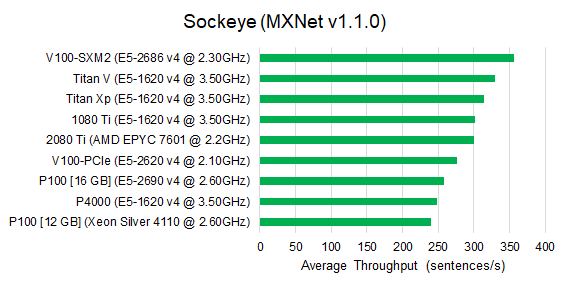 Sockeye (MXNet v1.1.0)
V100-SXM2 (E5-2686 v4 @ 2.30GHz)
Titan V (E5-1620 v4 @ 3.50GHz)
Titan Xp (E5-1620 v4 @ 3.50GHz)
1080 Ti (E5-1620 v4 @ 3.50GHz)
2080 Ti (AMD EPYC 7601 @ 2.2GHz)
V100-PCIe (E5-2620 v4 @ 2.10GHz)
P100 [16 GB] (E5-2690 v4 @ 2.60GHz)
P4000 (E5-1620 v4 @ 3.50GHz)
P100 [12 GB] (Xeon Silver 4110 @ 2.60GHz)
0 50 100 150 200 250 300 350 400
Average Throughput (sentences/s)